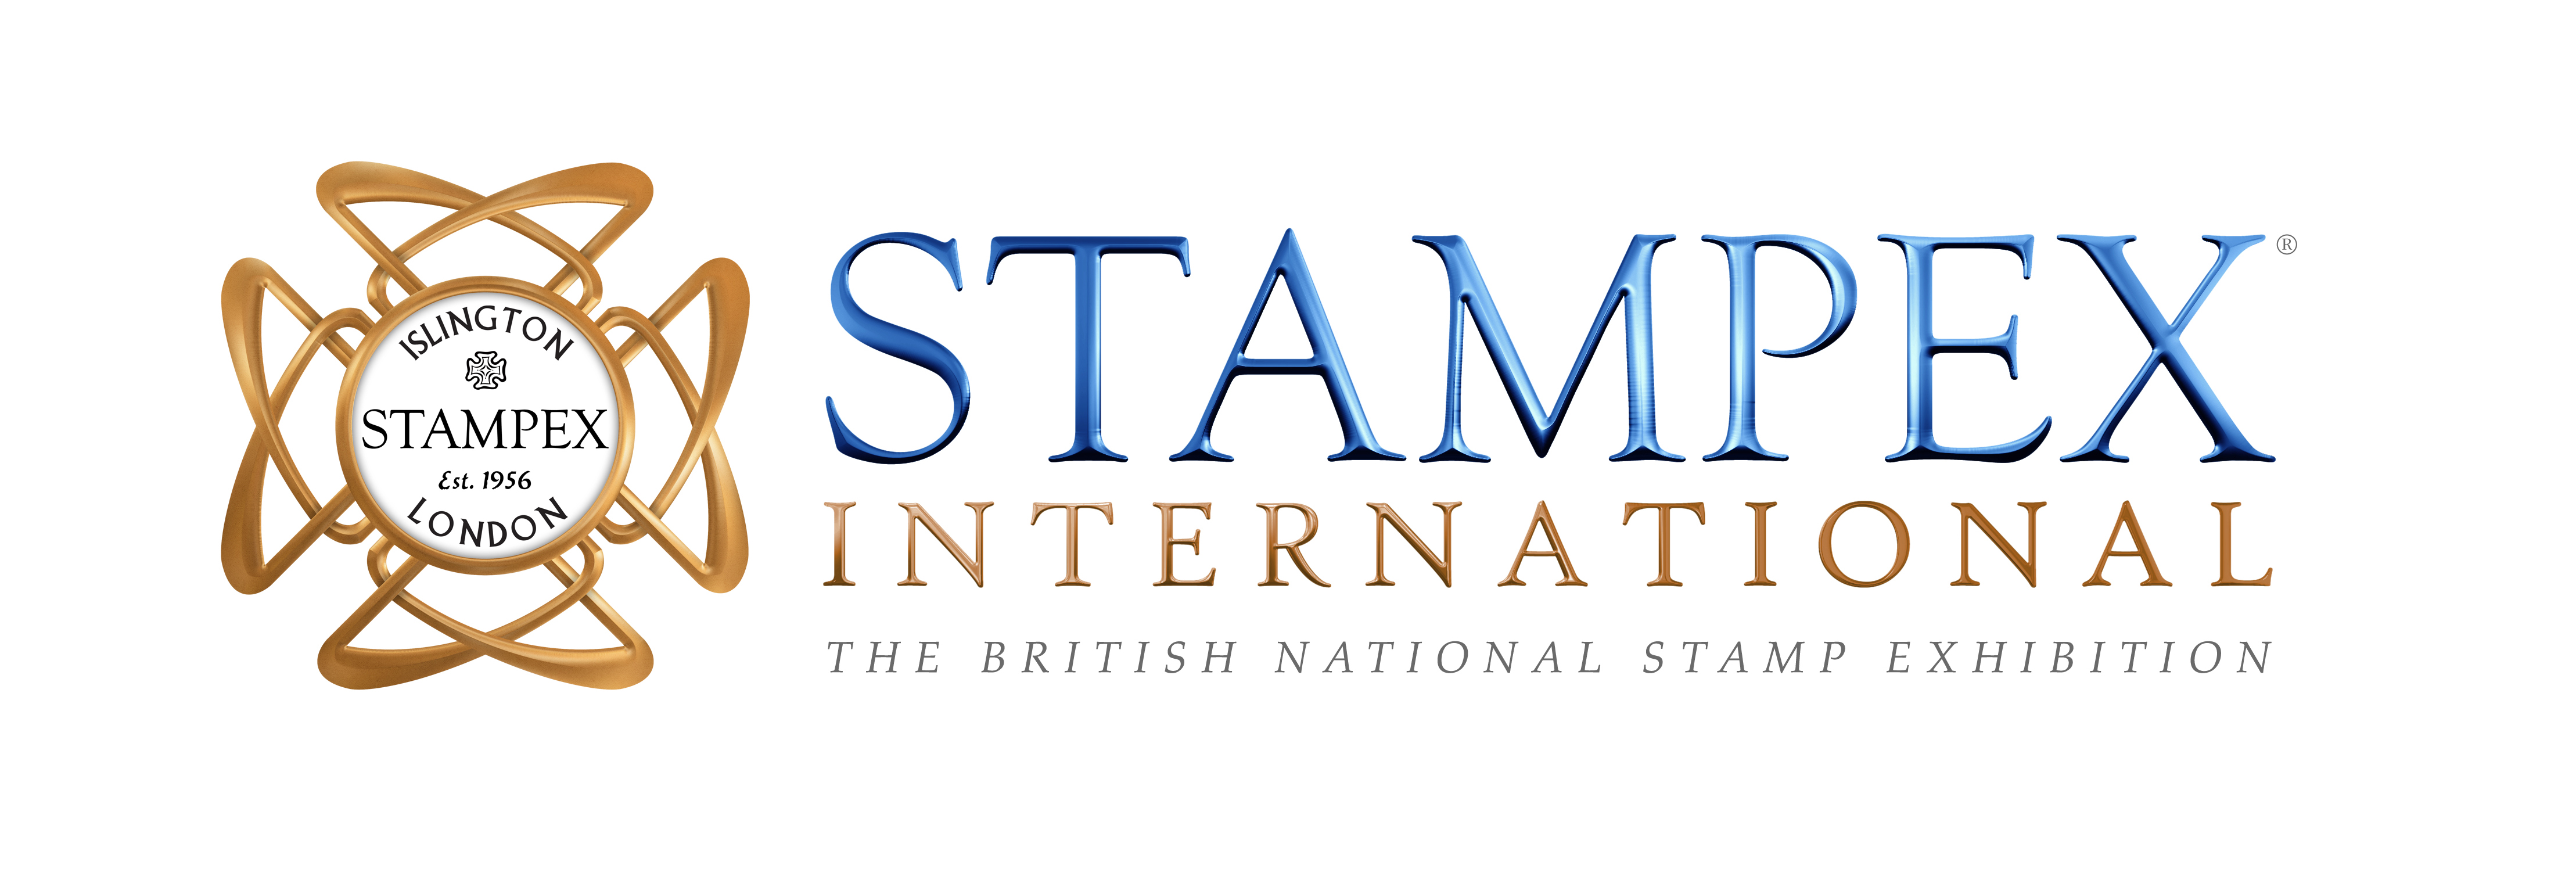 ISLINGTON
STAMPEX
Est. 1956
LONDON
STAMPEX®
INTERNATIONAL
THE BRITISH NATIONAL STAMP EXHIBITION